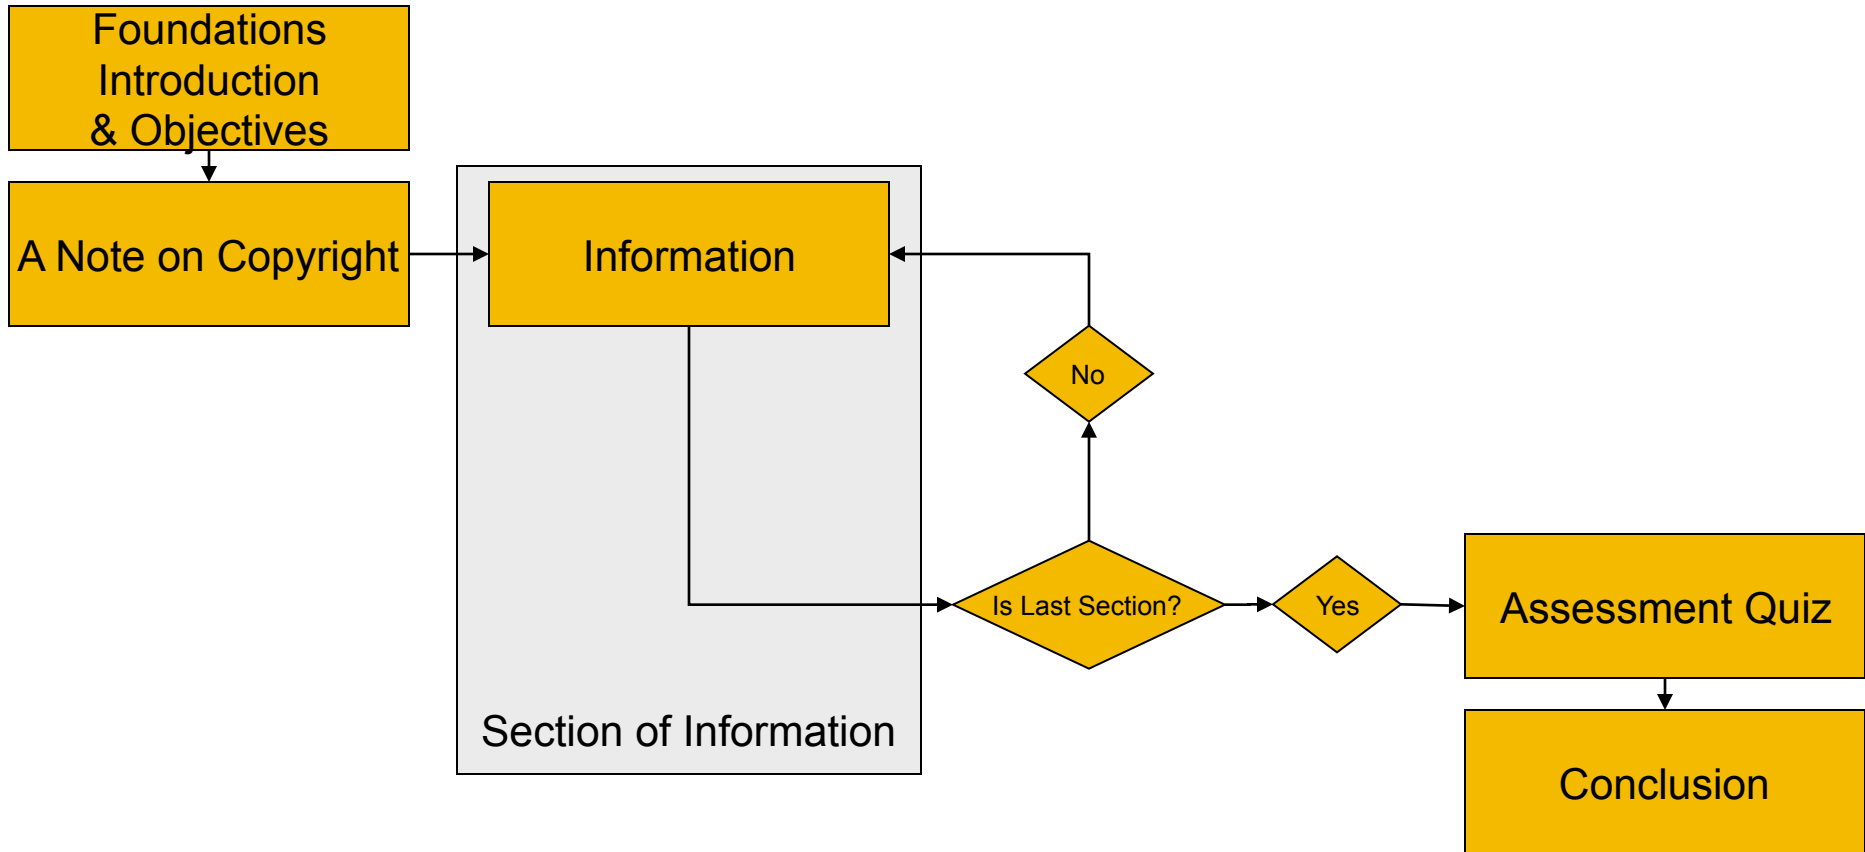 Foundations
Introduction
& Objectives
A Note on Copyright
Information
No
Is Last Section?
Yes
Assessment Quiz
Section of Information
Conclusion